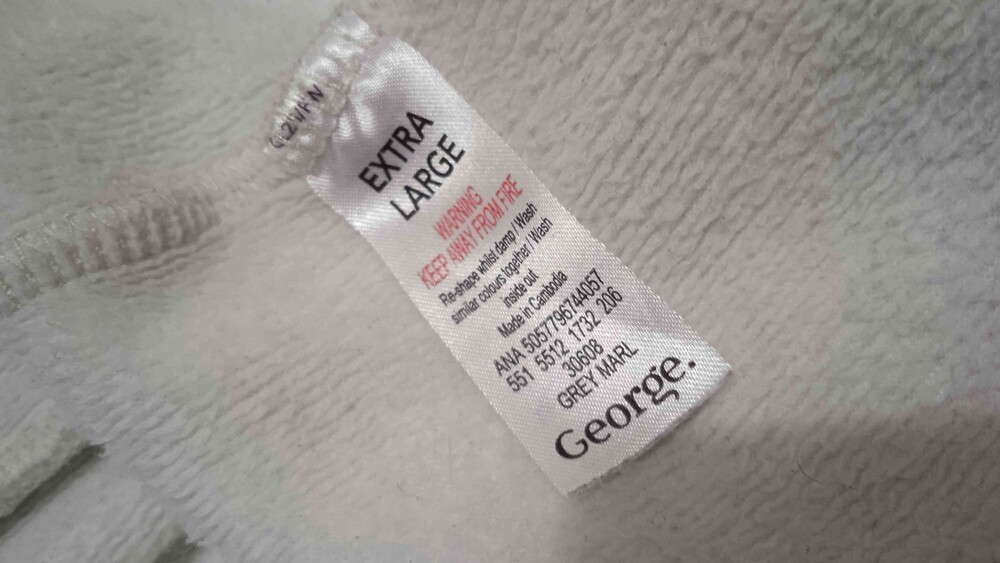 EXTRA
LARGE
WARNING
KEEP AWAY FROM FIRE
Re-shape whilst damp / Wash
similar colours together / Wash
inside out
Made in Cambodia
ANA 5057796744057
551 5512 1732 206
30608
GREY MARL
George.